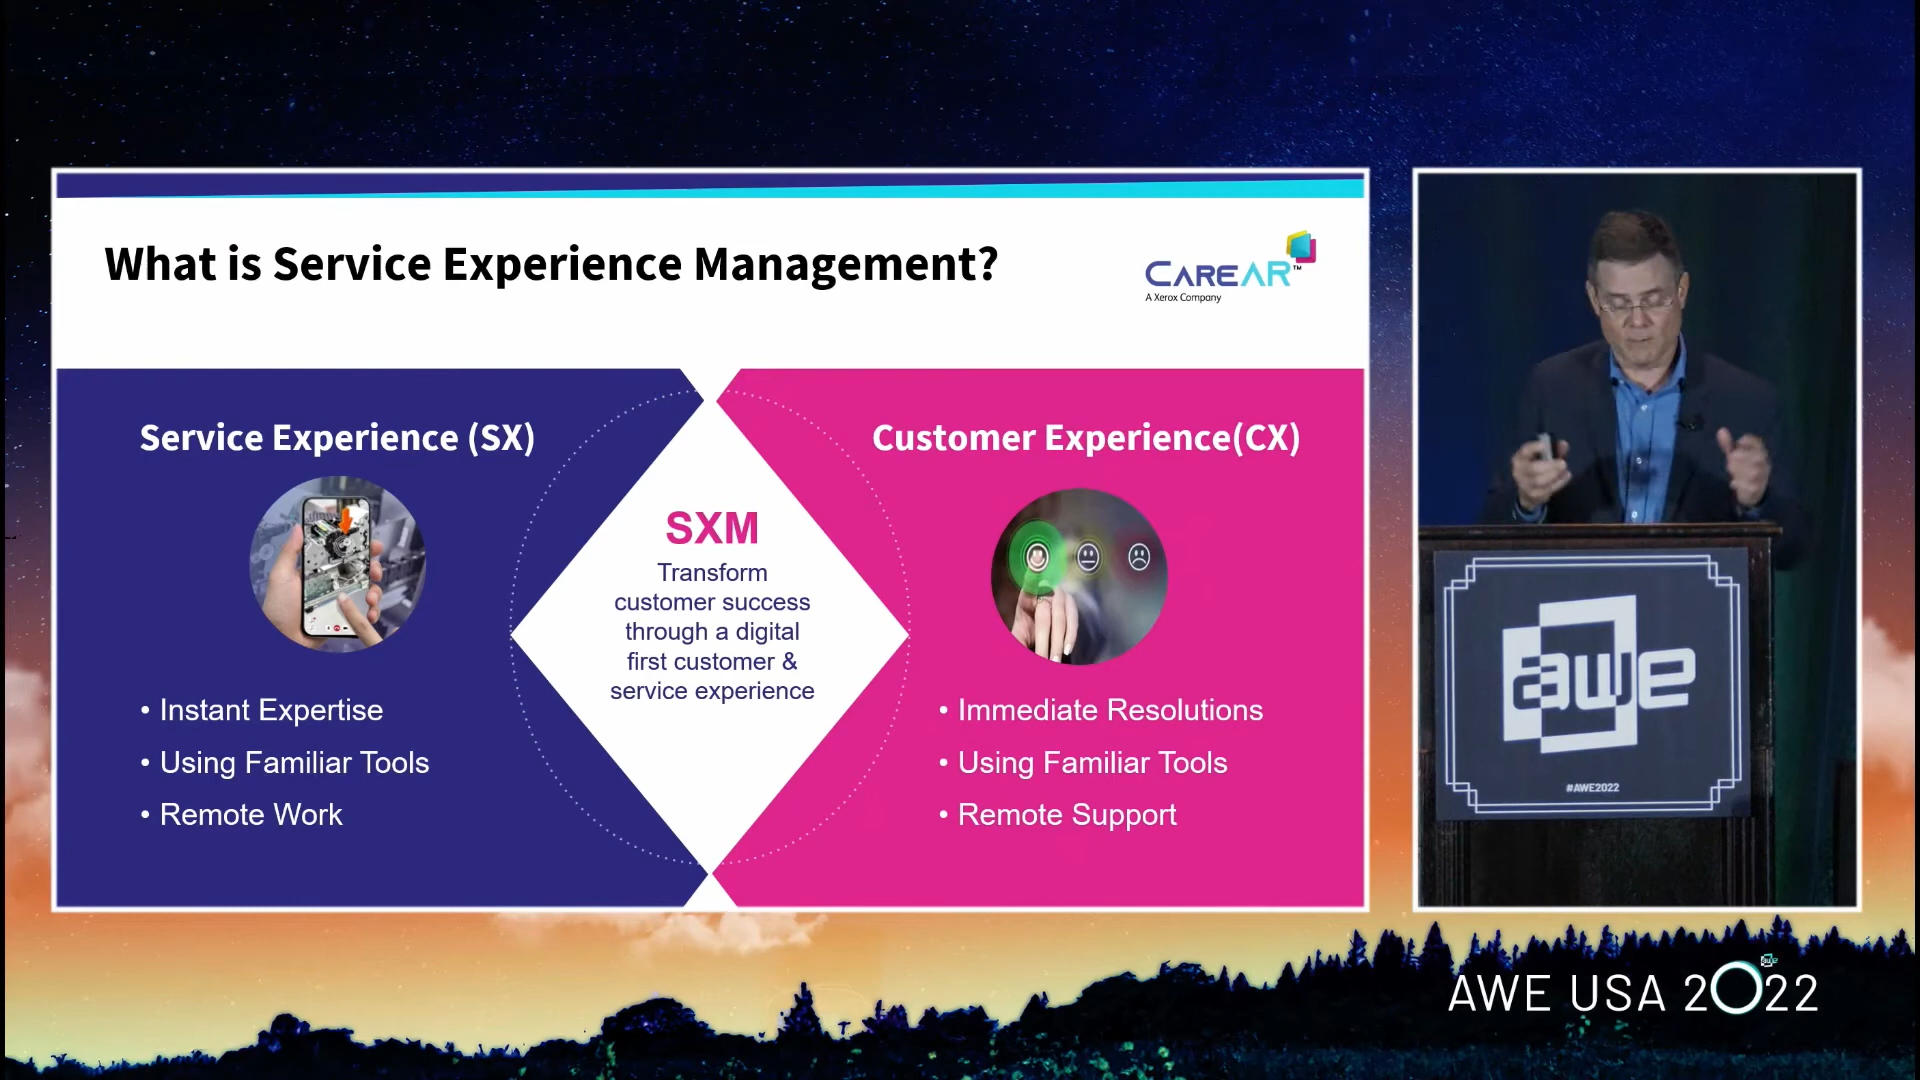 What is Service Experience Management?
CAREAR™
A Xerox Company
Service Experience (SX)
• Instant Expertise
• Using Familiar Tools
• Remote Work
SXM
Transform
customer success
through a digital
first customer &
service experience
Customer Experience(CX)
• Immediate Resolutions
• Using Familiar Tools
• Remote Support
awe
#AWE2022
AWE USA 2022